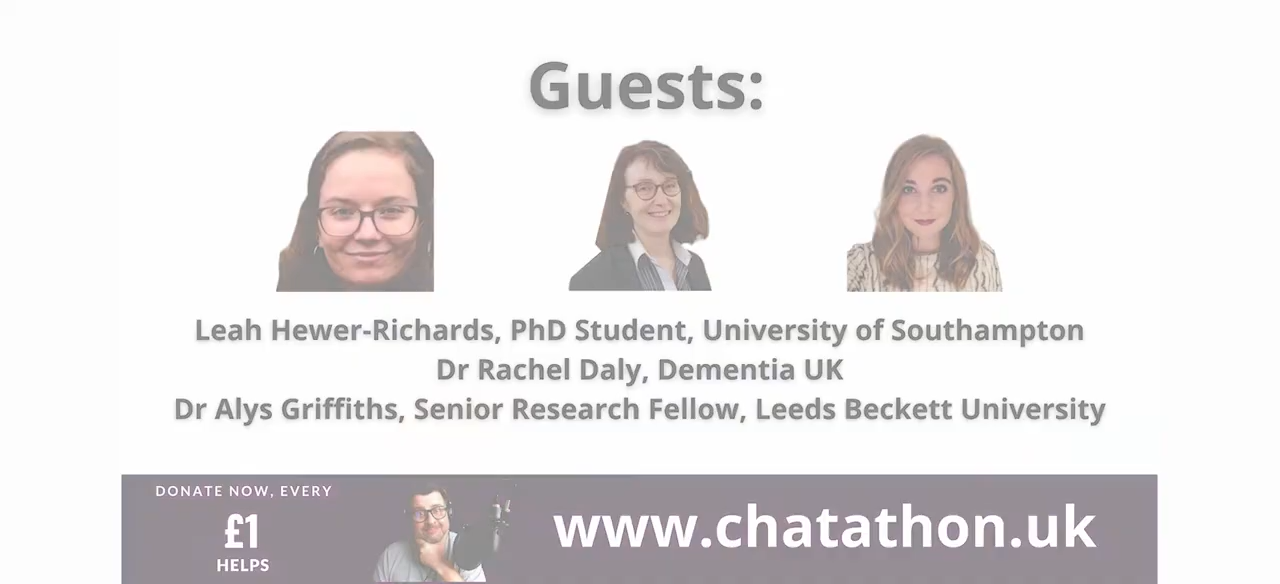 Guests:
Leah Hewer-Richards, PhD Student, University of Southampton
Dr Rachel Daly, Dementia UK
Dr Alys Griffiths, Senior Research Fellow, Leeds Beckett University
DONATE NOW, EVERY
£1
HELPS
www.chatathon.uk